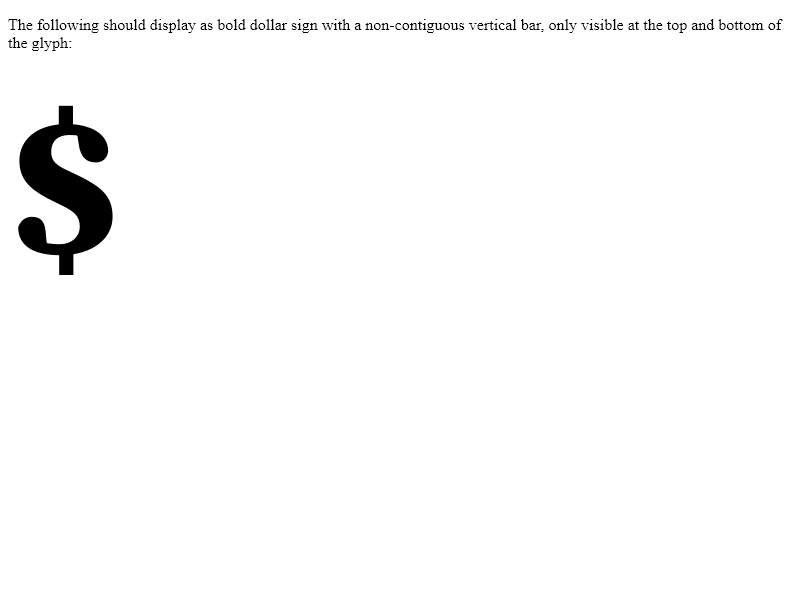 The following should display as bold dollar sign with a non-contiguous vertical bar, only visible at the top and bottom of
the glyph:
$